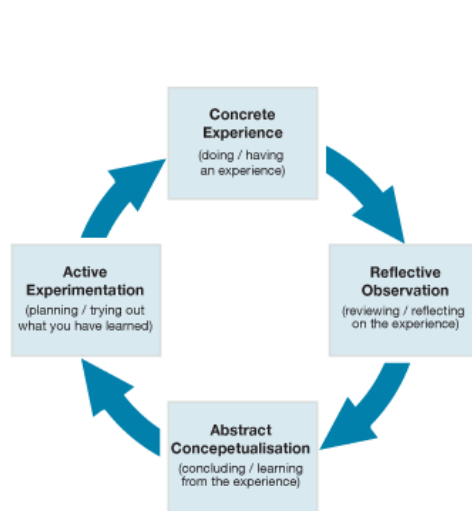 Concrete
Experience
(doing / having
an experience)
Reflective
Observation
(reviewing / reflecting
on the experience)
Abstract
Concepetualisation
(concluding / learning
from the experience)
Active
Experimentation
(planning / trying out
what you have learned)